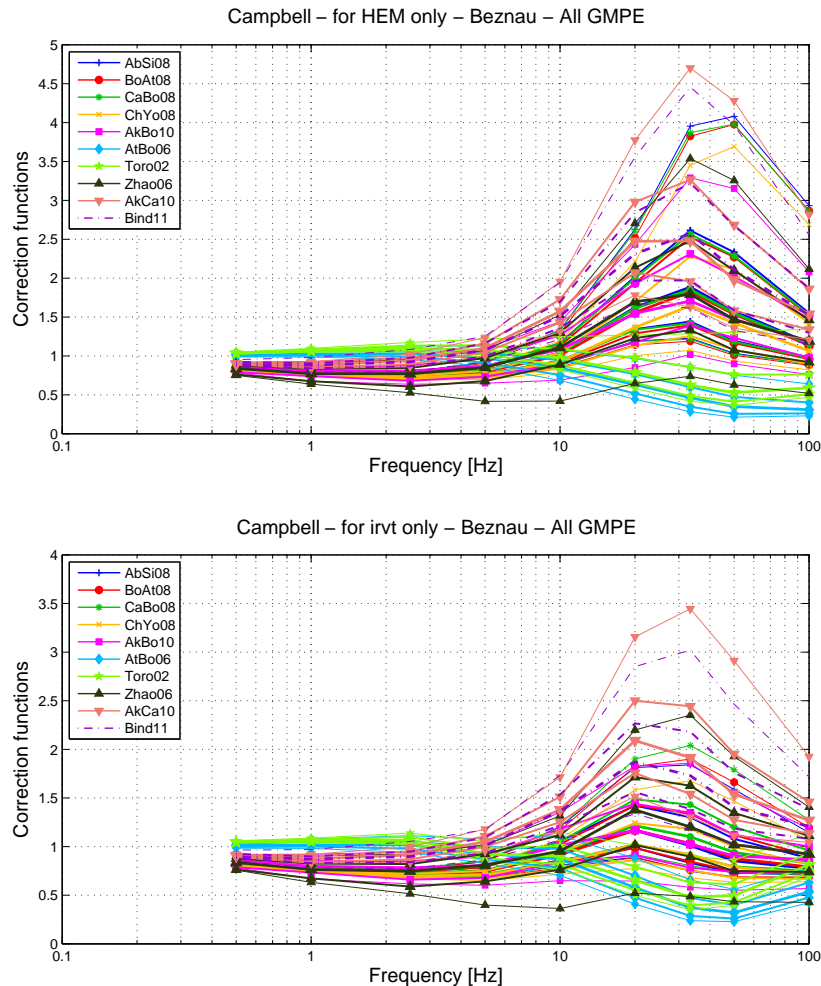 Campbell – for HEM only – Beznau – All GMPE
5
4.5
4
3.5
3
2.5
2
1.5
1
0.5
0
Correction functions
AbSi08
BoAt08
CaBo08
ChYo08
AkBo10
AtBo06
Toro02
Zhao06
AkCa10
Bind11
0.1 1 10 100
Frequency [Hz]
Campbell – for irvt only – Beznau – All GMPE
4
3.5
3
2.5
2
1.5
1
0.5
0
Correction functions
AbSi08
BoAt08
CaBo08
ChYo08
AkBo10
AtBo06
Toro02
Zhao06
AkCa10
Bind11
0.1 1 10 100
Frequency [Hz]